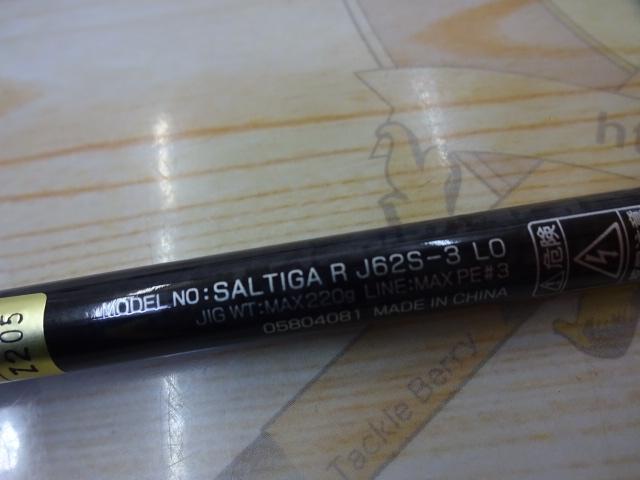 MODEL NO:SALTIGA R J62S-3 LO
JIG WT:MAX220g LINE:MAX PE#3
05804081 MADE IN CHINA
危険
1205
Tackle Berry